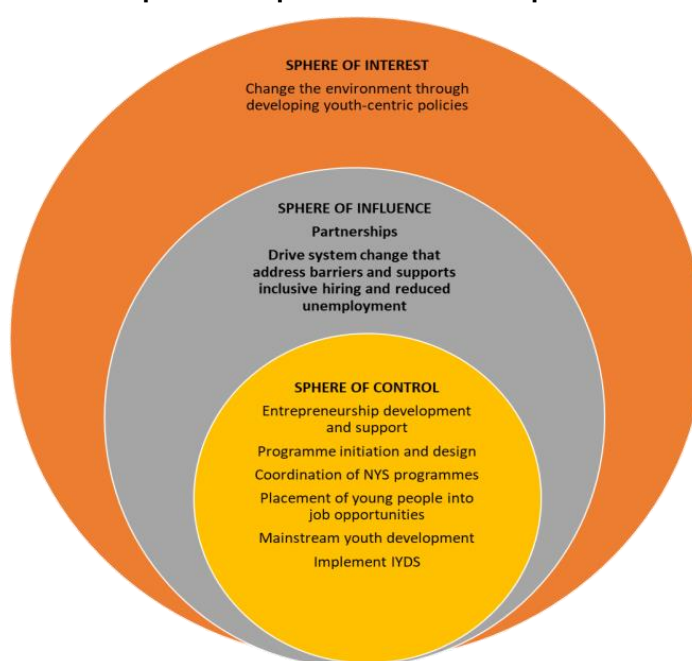 SPHERE OF INTEREST
Change the environment through
developing youth-centric policies
SPHERE OF INFLUENCE
Partnerships
Drive system change that
address barriers and supports
inclusive hiring and reduced
unemployment
SPHERE OF CONTROL
Entrepreneurship development
and support
Programme initiation and design
Coordination of NYS programmes
Placement of young people into
job opportunities
Mainstream youth development
Implement IYDS